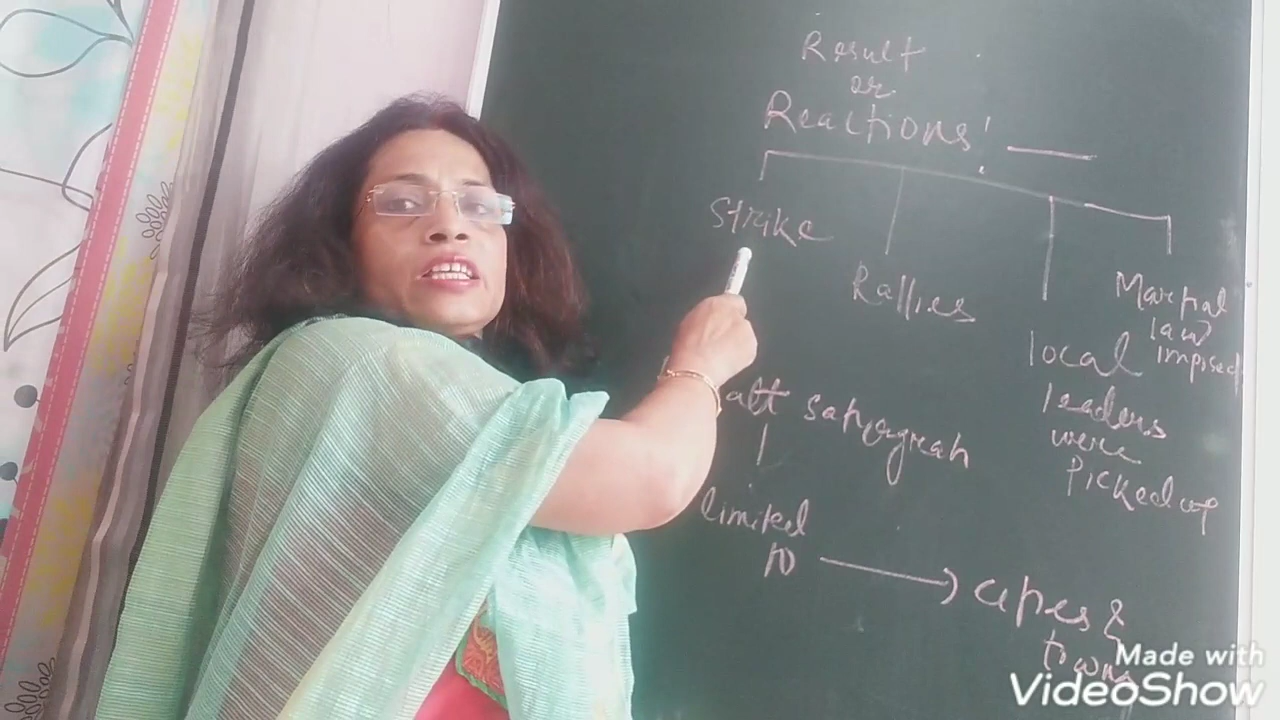 Result
or
Reactions! —
Strike
Rallies
local
leaders
were
Picked up
Martial
law
imposed
att satyagrah
limited
to → cities &
towns
Made with
VideoShow